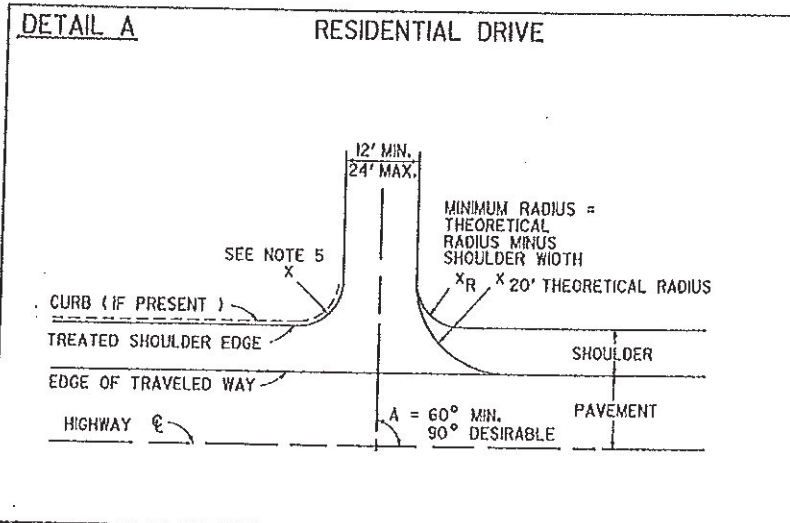 DETAIL A
RESIDENTIAL DRIVE
12' MIN.
24' MAX.
MINIMUM RADIUS =
THEORETICAL
RADIUS MINUS
SHOULDER WIDTH
SEE NOTE 5
X
X R
X 20' THEORETICAL RADIUS
CURB (IF PRESENT)
TREATED SHOULDER EDGE
SHOULDER
EDGE OF TRAVELED WAY
PAVEMENT
A = 60° MIN.
90° DESIRABLE
HIGHWAY ℄